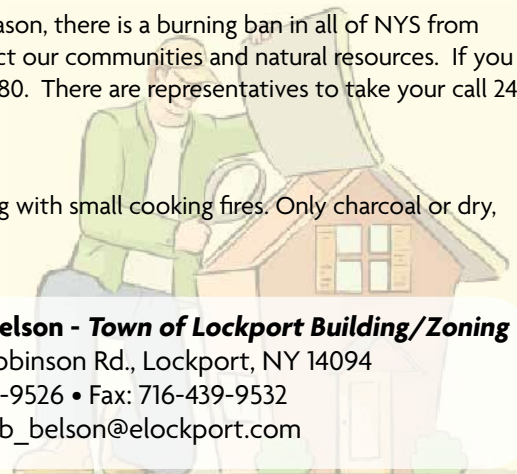 ason, there is a burning ban in all of NYS from
ct our communities and natural resources. If you
80. There are representatives to take your call 24
g with small cooking fires. Only charcoal or dry,
elson - Town of Lockport Building/Zoning
obinson Rd., Lockport, NY 14094
-9526 • Fax: 716-439-9532
b_belson@elockport.com